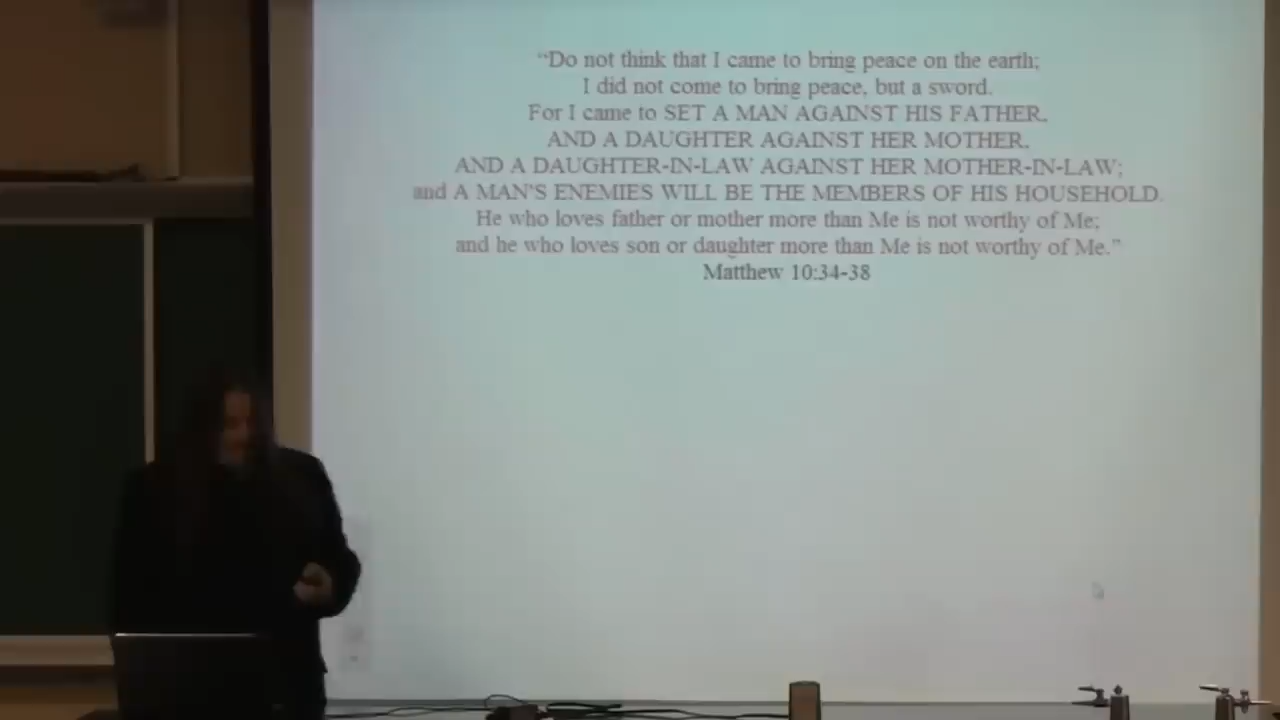 “Do not think that I came to bring peace on the earth;
I did not come to bring peace, but a sword.
For I came to SET A MAN AGAINST HIS FATHER,
AND A DAUGHTER AGAINST HER MOTHER,
AND A DAUGHTER-IN-LAW AGAINST HER MOTHER-IN-LAW;
and A MAN'S ENEMIES WILL BE THE MEMBERS OF HIS HOUSEHOLD.
He who loves father or mother more than Me is not worthy of Me;
and he who loves son or daughter more than Me is not worthy of Me.”
Matthew 10:34-38